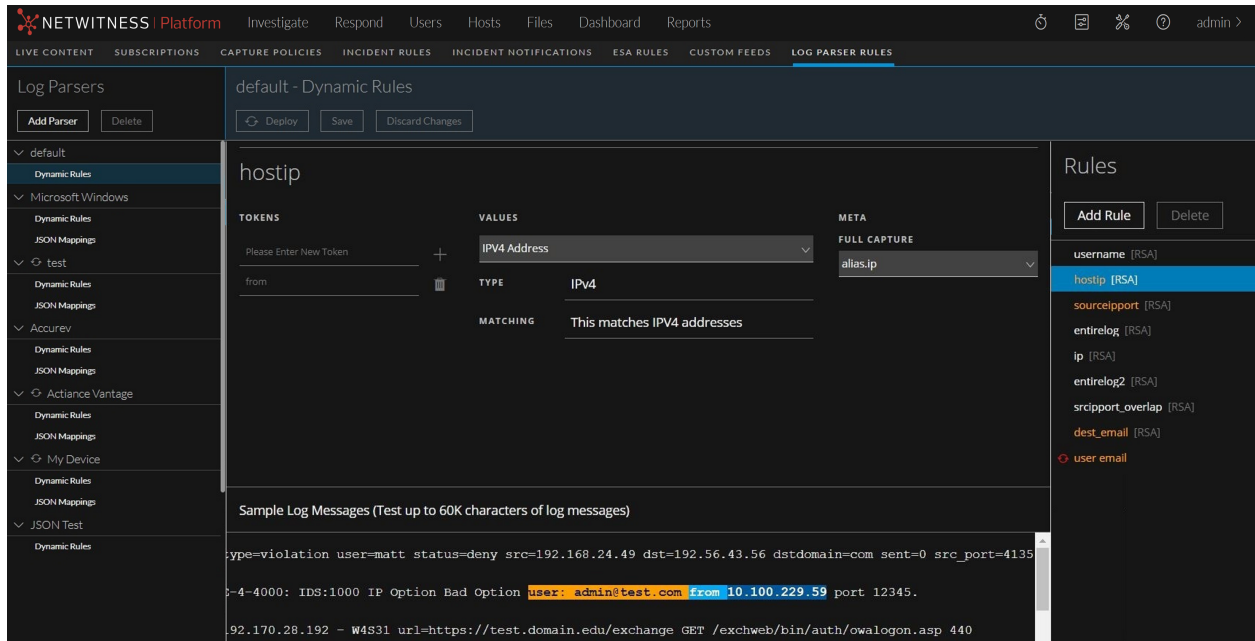 NETWITNESS Platform Investigate Respond Users Hosts Files Dashboard Reports admin >
LIVE CONTENT SUBSCRIPTIONS CAPTURE POLICIES INCIDENT RULES INCIDENT NOTIFICATIONS ESA RULES CUSTOM FEEDS LOG PARSER RULES
Log Parsers
Add Parser Delete
default
Dynamic Rules
Microsoft Windows
Dynamic Rules
JSON Mappings
test
Dynamic Rules
JSON Mappings
Accurev
Dynamic Rules
JSON Mappings
Actiance Vantage
Dynamic Rules
JSON Mappings
My Device
Dynamic Rules
JSON Mappings
JSON Test
Dynamic Rules
default - Dynamic Rules
Deploy Save Discard Changes
hostip
TOKENS
Please Enter New Token
from
VALUES
IPV4 Address
TYPE IPv4
MATCHING This matches IPV4 addresses
META
FULL CAPTURE
alias.ip
Sample Log Messages (Test up to 60K characters of log messages)
type=violation user=matt status=deny src=192.168.24.49 dst=192.56.43.56 dstdomain=com sent=0 src_port=4135
-4-4000: IDS:1000 IP Option Bad Option user: admin@test.com from 10.100.229.59 port 12345.
92.170.28.192 – W4S31 url=https://test.domain.edu/exchange GET /exchweb/bin/auth/owalogon.asp 440
Rules
Add Rule Delete
username [RSA]
hostip [RSA]
sourceipport [RSA]
entirelog [RSA]
ip [RSA]
entirelog2 [RSA]
srcipport_overlap [RSA]
dest_email [RSA]
user email